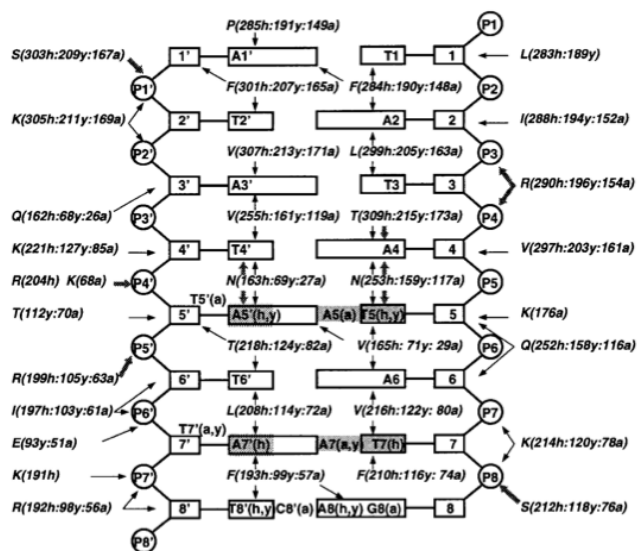 P(285h:191y:149a) P1
S(303h:209y:167a) 1' A1' T1 1 L(283h:189y)
P1' F(301h:207y:165a) F(284h:190y:148a) P2
K(305h:211y:169a) 2' T2' A2 2 I(288h:194y:152a)
P2' V(307h:213y:171a) L(299h:205y:163a) P3
3' A3' T3 3 R(290h:196y:154a)
Q(162h:68y:26a) P3' V(255h:161y:119a) T(309h:215y:173a) P4
K(221h:127y:85a) 4' T4' A4 4 V(297h:203y:161a)
R(204h) K(68a) P4' N(163h:69y:27a) N(253h:159y:117a) P5
T5'(a)
T(112y:70a) 5' A5'(h,y) A5(a) T5(h,y) 5 K(176a)
P5' T(218h:124y:82a) V(165h: 71y: 29a) P6 Q(252h:158y:116a)
R(199h:105y:63a) 6' T6' A6 6
I(197h:103y:61a) P6' L(208h:114y:72a) V(216h:122y: 80a) P7
T7'(a,y)
E(93y:51a) 7' A7'(h) A7(a,y) T7(h) 7 K(214h:120y:78a)
K(191h) P7' F(193h:99y:57a) F(210h:116y: 74a) P8
R(192h:98y:56a) 8' T8'(h,y) C8'(a) A8(h,y) G8(a) 8 S(212h:118y:76a)
P8'